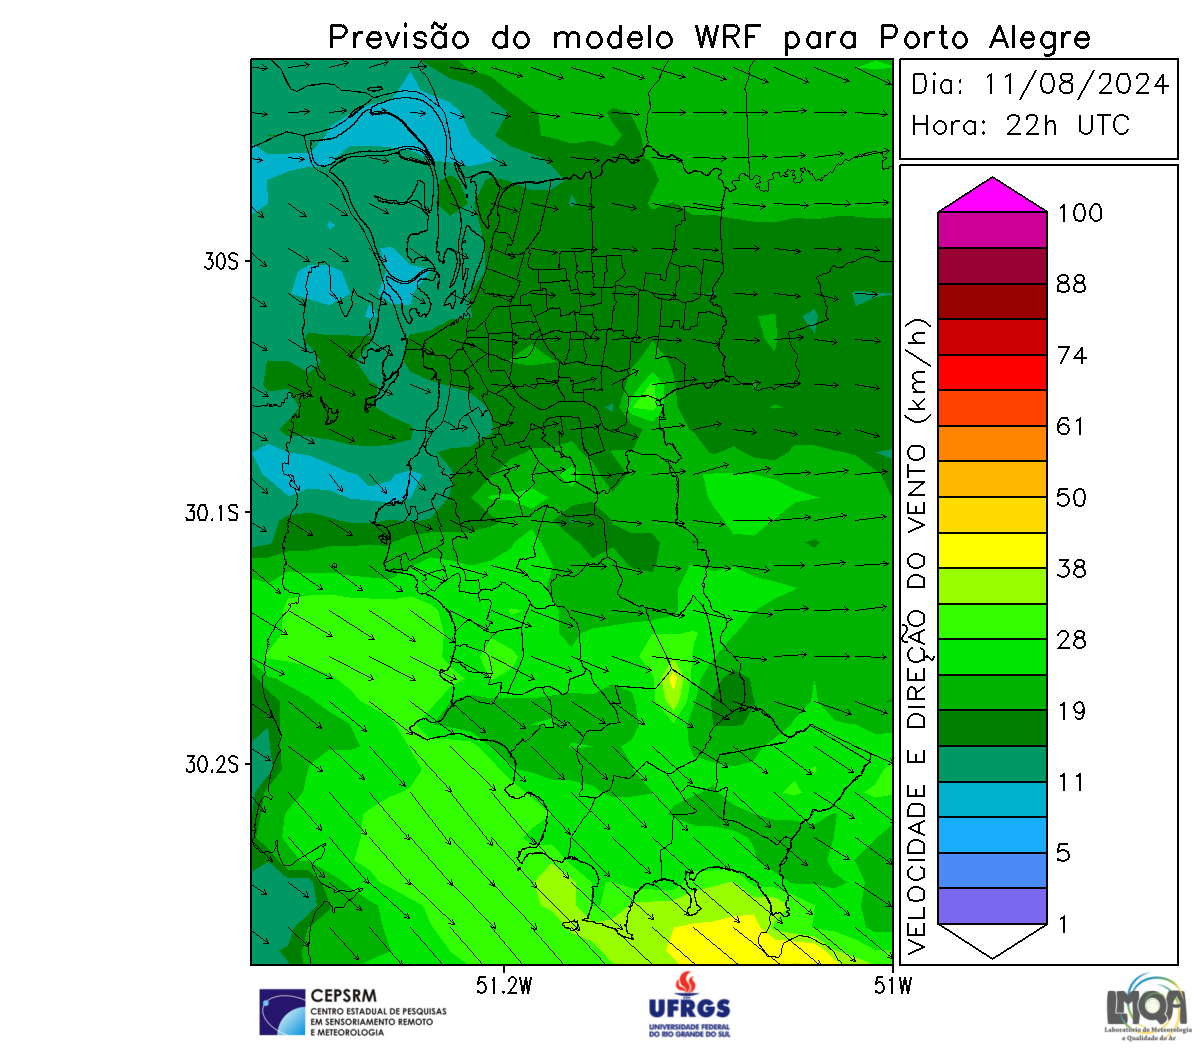 Previsão do modelo WRF para Porto Alegre
Dia: 11/08/2024
Hora: 22h UTC
100
88
74
61
50
38
28
19
11
5
1
VELOCIDADE E DIREÇÃO DO VENTO (km/h)
30S
30.1S
30.2S
51.2W
51W
CEPSRM
CENTRO ESTADUAL DE PESQUISAS
EM SENSORIAMENTO REMOTO
E METEOROLOGIA
UFRGS
UNIVERSIDADE FEDERAL
DO RIO GRANDE DO SUL
LMQA
Laboratório de Meteorologia
e Qualidade do Ar